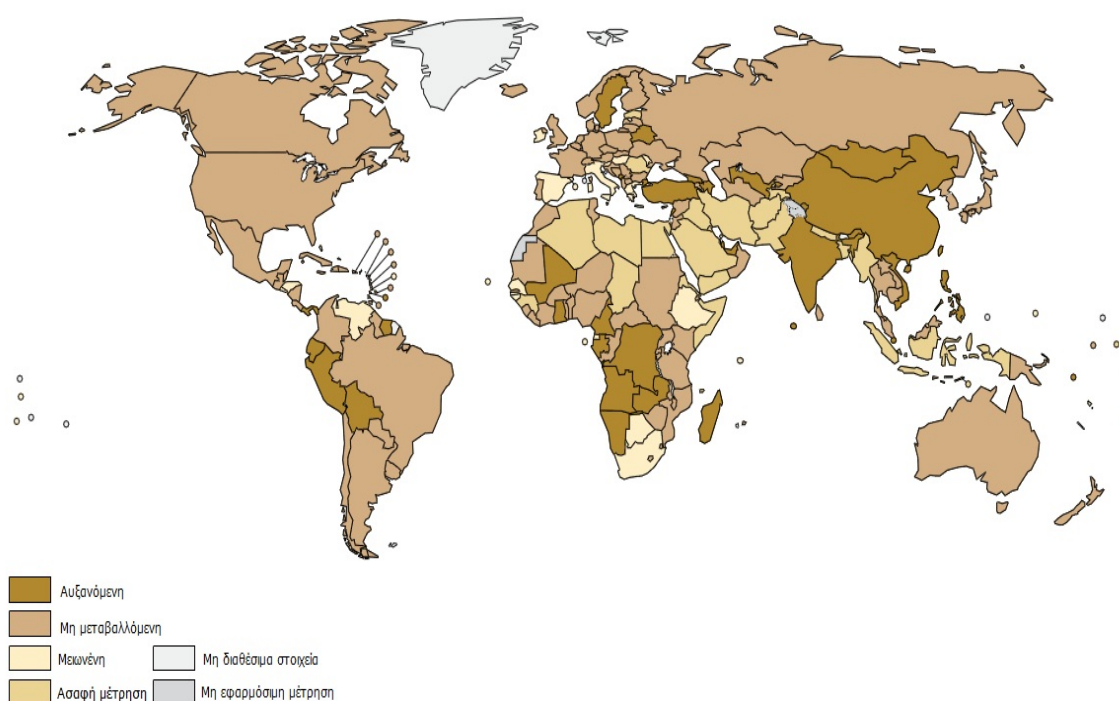 Αυξανόμενη
Μη μεταβαλλόμενη
Μειωνένη
Μη διαθέσιμα στοιχεία
Ασαφή μέτρηση
Μη εφαρμόσιμη μέτρηση